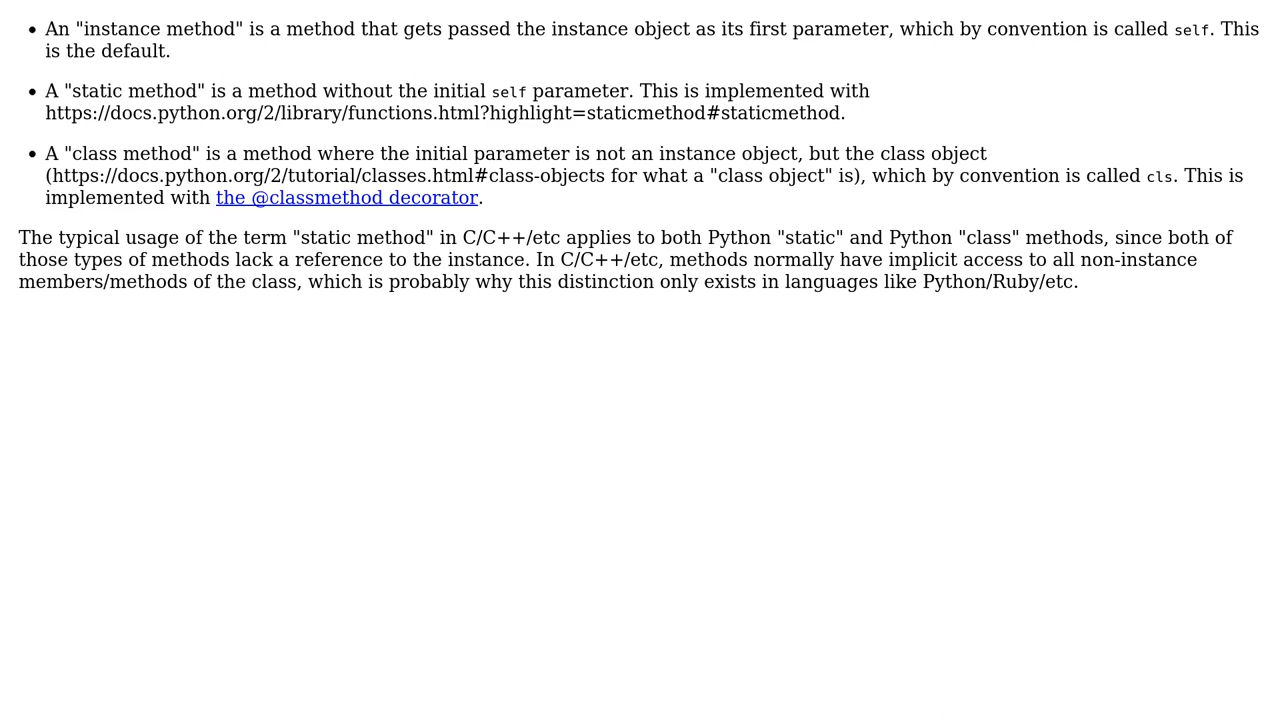 • An "instance method" is a method that gets passed the instance object as its first parameter, which by convention is called self. This
is the default.
• A "static method" is a method without the initial self parameter. This is implemented with
https://docs.python.org/2/library/functions.html?highlight=staticmethod#staticmethod.
• A "class method" is a method where the initial parameter is not an instance object, but the class object
(https://docs.python.org/2/tutorial/classes.html#class-objects for what a "class object" is), which by convention is called cls. This is
implemented with the @classmethod decorator.
The typical usage of the term "static method" in C/C++/etc applies to both Python "static" and Python "class" methods, since both of
those types of methods lack a reference to the instance. In C/C++/etc, methods normally have implicit access to all non-instance
members/methods of the class, which is probably why this distinction only exists in languages like Python/Ruby/etc.